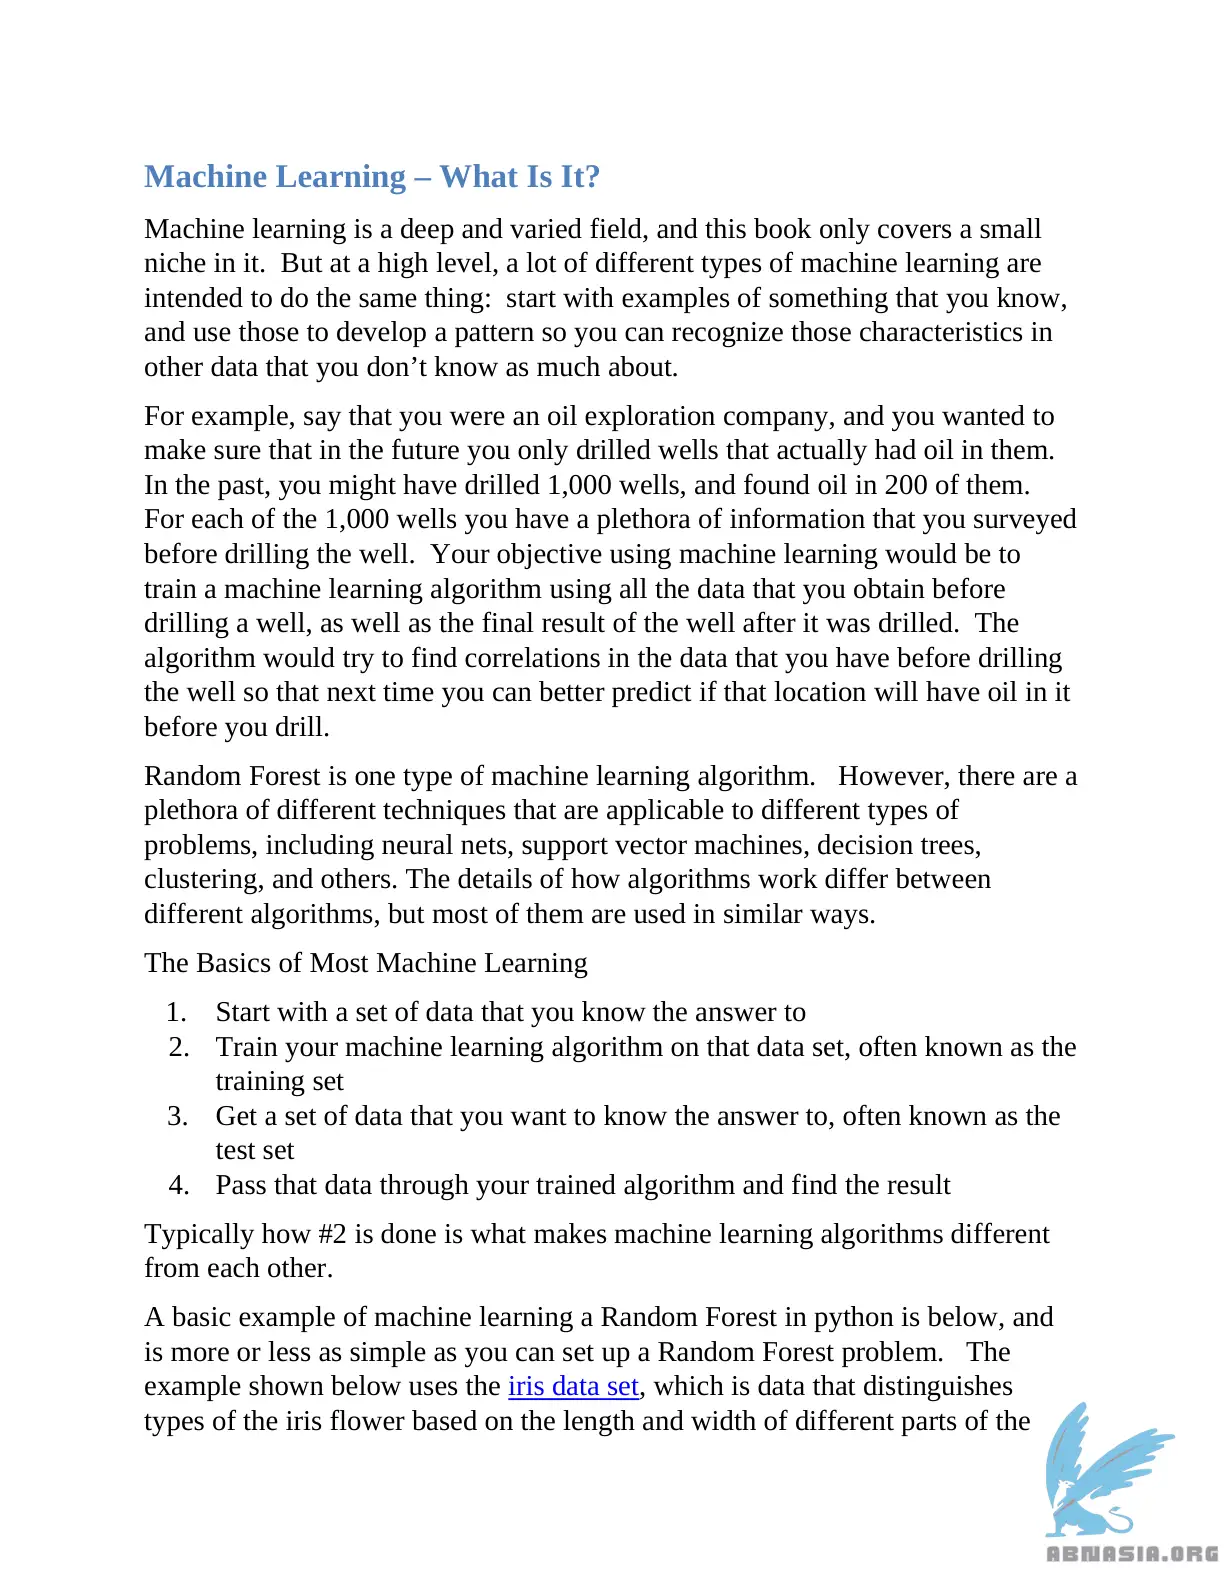 Machine Learning – What Is It?
Machine learning is a deep and varied field, and this book only covers a small
niche in it.  But at a high level, a lot of different types of machine learning are
intended to do the same thing:  start with examples of something that you know,
and use those to develop a pattern so you can recognize those characteristics in
other data that you don’t know as much about.
For example, say that you were an oil exploration company, and you wanted to
make sure that in the future you only drilled wells that actually had oil in them.
In the past, you might have drilled 1,000 wells, and found oil in 200 of them.
For each of the 1,000 wells you have a plethora of information that you surveyed
before drilling the well.  Your objective using machine learning would be to
train a machine learning algorithm using all the data that you obtain before
drilling a well, as well as the final result of the well after it was drilled.  The
algorithm would try to find correlations in the data that you have before drilling
the well so that next time you can better predict if that location will have oil in it
before you drill.
Random Forest is one type of machine learning algorithm.   However, there are a
plethora of different techniques that are applicable to different types of
problems, including neural nets, support vector machines, decision trees,
clustering, and others. The details of how algorithms work differ between
different algorithms, but most of them are used in similar ways.
The Basics of Most Machine Learning
1. Start with a set of data that you know the answer to
2. Train your machine learning algorithm on that data set, often known as the
training set
3. Get a set of data that you want to know the answer to, often known as the
test set
4. Pass that data through your trained algorithm and find the result
Typically how #2 is done is what makes machine learning algorithms different
from each other.
A basic example of machine learning a Random Forest in python is below, and
is more or less as simple as you can set up a Random Forest problem.   The
example shown below uses the iris data set, which is data that distinguishes
types of the iris flower based on the length and width of different parts of the
ABNASIA.ORG